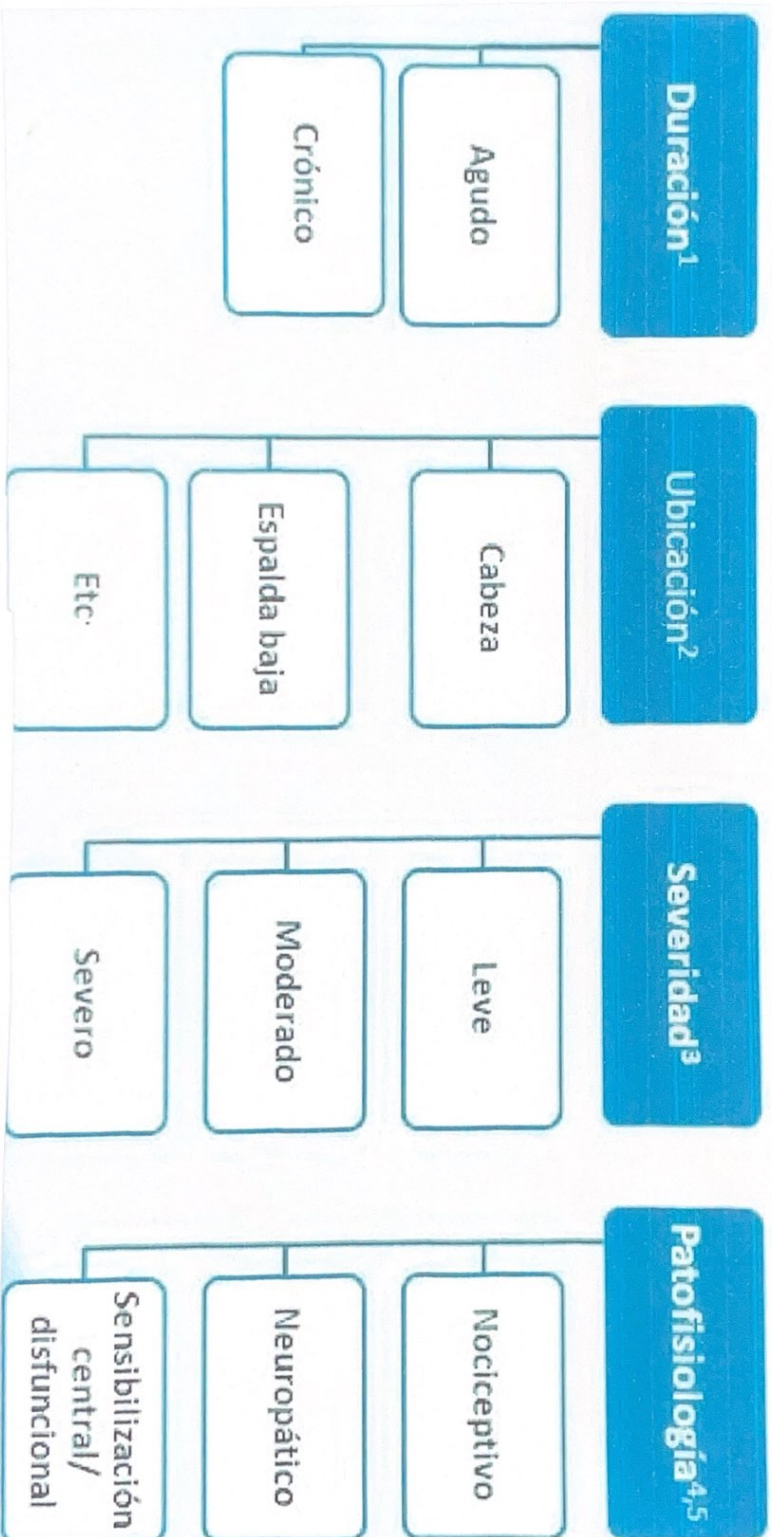 Duración¹
Agudo
Crónico
Ubicación²
Cabeza
Espalda baja
Etc.
Severidad³
Leve
Moderado
Severo
Patofisiología⁴,⁵
Nociceptivo
Neuropático
Sensibilización
central/
disfuncional